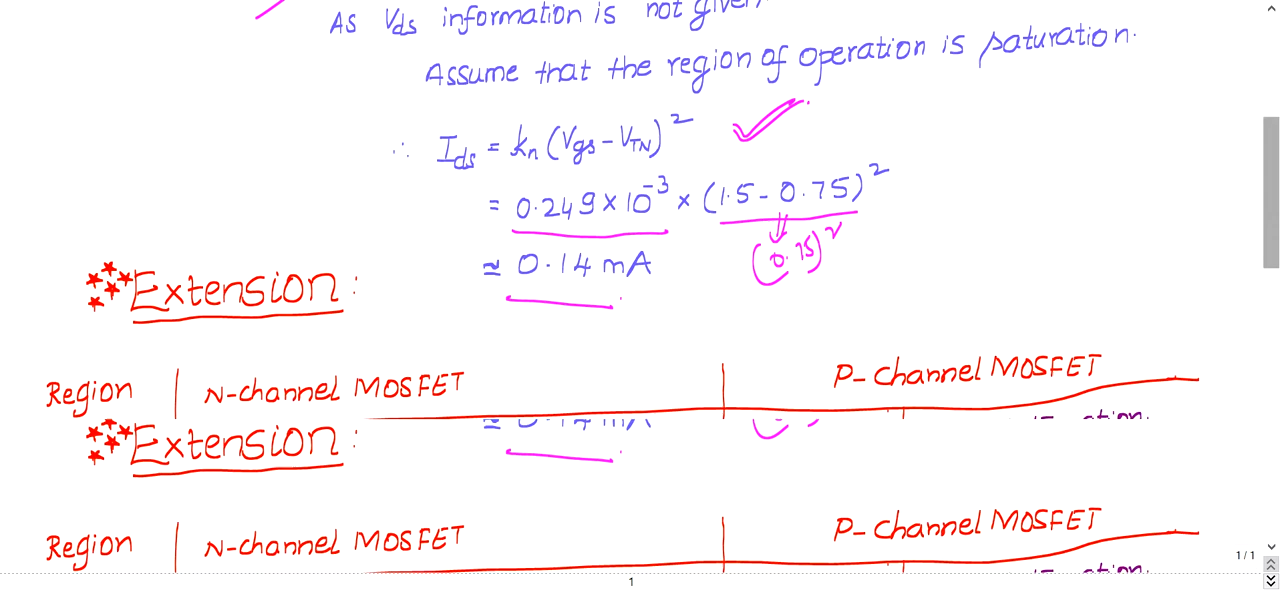 As Vds information is not given
Assume that the region of operation is saturation.
∴ Ids = kn (Vgs - VTN)²
= 0.249 × 10⁻³ × (1.5 - 0.75)²
(0.75)²
≃ 0.14 mA
Extension:
Region | N-channel MOSFET | P-channel MOSFET
Extension:
Region | N-channel MOSFET | P-channel MOSFET
1 / 1
1